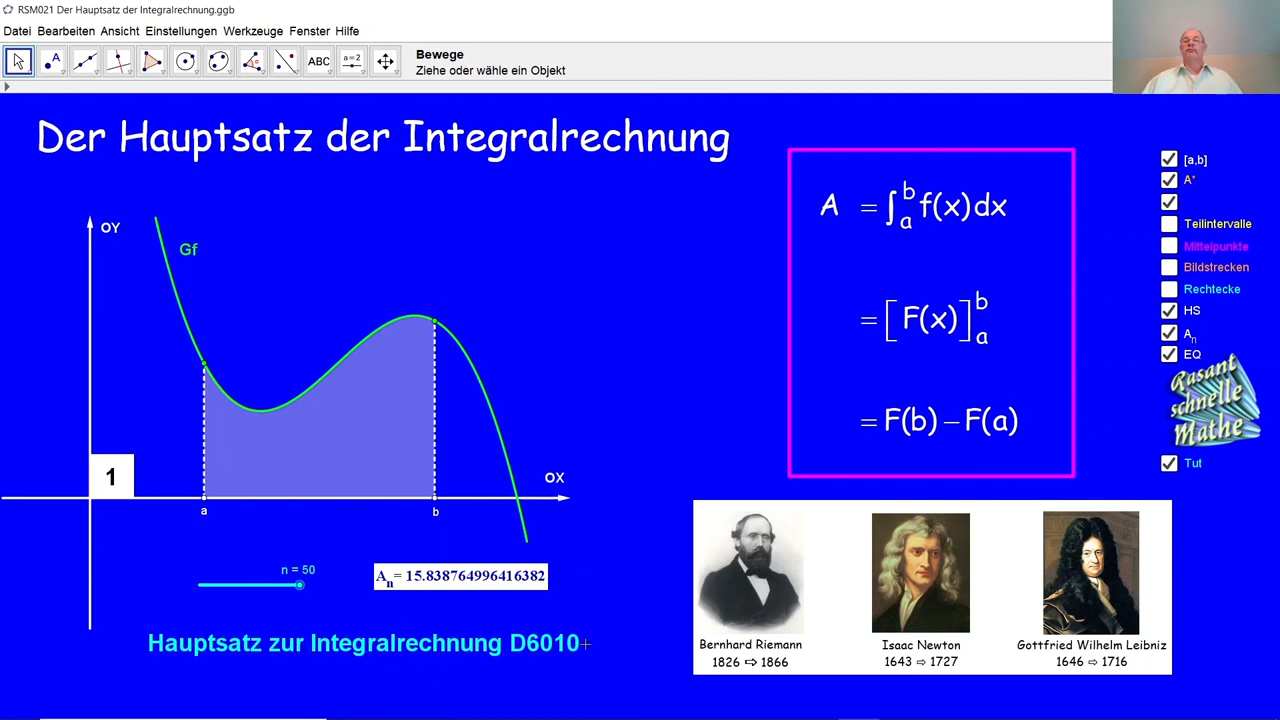 RSM021 Der Hauptsatz der Integralrechnung.ggb
Datei Bearbeiten Ansicht Einstellungen Werkzeuge Fenster Hilfe
A
ABC
a=2
Bewege
Ziehe oder wähle ein Objekt
Der Hauptsatz der Integralrechnung
OY
Gf
1
OX
a
b
n = 50
Aₙ= 15.838764996416382
Hauptsatz zur Integralrechnung D6010
A = ∫ₐᵇ f(x)dx
= [F(x)]ₐᵇ
= F(b) – F(a)
[a,b]
A*
Teilintervalle
Mittelpunkte
Bildstrecken
Rechtecke
HS
Aₙ
EQ
Rasant
schnelle
Mathe
Tut
Bernhard Riemann
1826 ⇨ 1866
Isaac Newton
1643 ⇨ 1727
Gottfried Wilhelm Leibniz
1646 ⇨ 1716